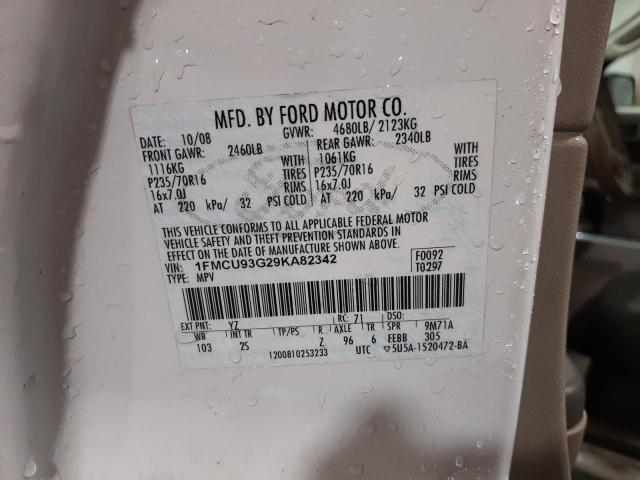 MFD. BY FORD MOTOR CO.
DATE: 10/08 GVWR: 4680LB/ 2123KG
FRONT GAWR: 2460LB REAR GAWR: 2340LB
1116KG WITH 1061KG WITH
P235/70R16 TIRES P235/70R16 TIRES
16x7.0J RIMS 16x7.0J RIMS
AT 220 kPa/ 32 PSI COLD AT 220 kPa/ 32 PSI COLD
THIS VEHICLE CONFORMS TO ALL APPLICABLE FEDERAL MOTOR
VEHICLE SAFETY AND THEFT PREVENTION STANDARDS IN
EFFECT ON THE DATE OF MANUFACTURE SHOWN ABOVE.
VIN: 1FMCU93G29KA82342 F0092
TYPE: MPV T0297
EXT PNT: YZ RC: 71 DSO:
WB INT TR TP/PS R AXLE TR SPR 9M71A
103 2S Z 96 6 FEBB 305
1200810253233 UTC ▽5U5A-1520472-BA